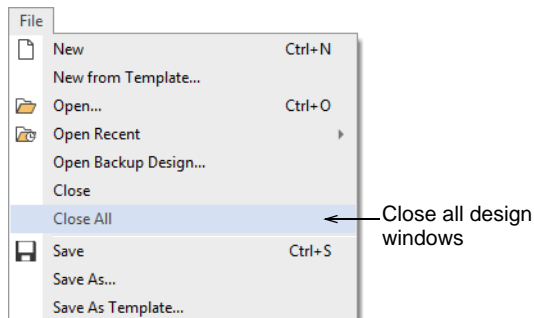 File
New Ctrl+N
New from Template...
Open... Ctrl+O
Open Recent
Open Backup Design...
Close
Close All
Close all design
windows
Save Ctrl+S
Save As...
Save As Template...